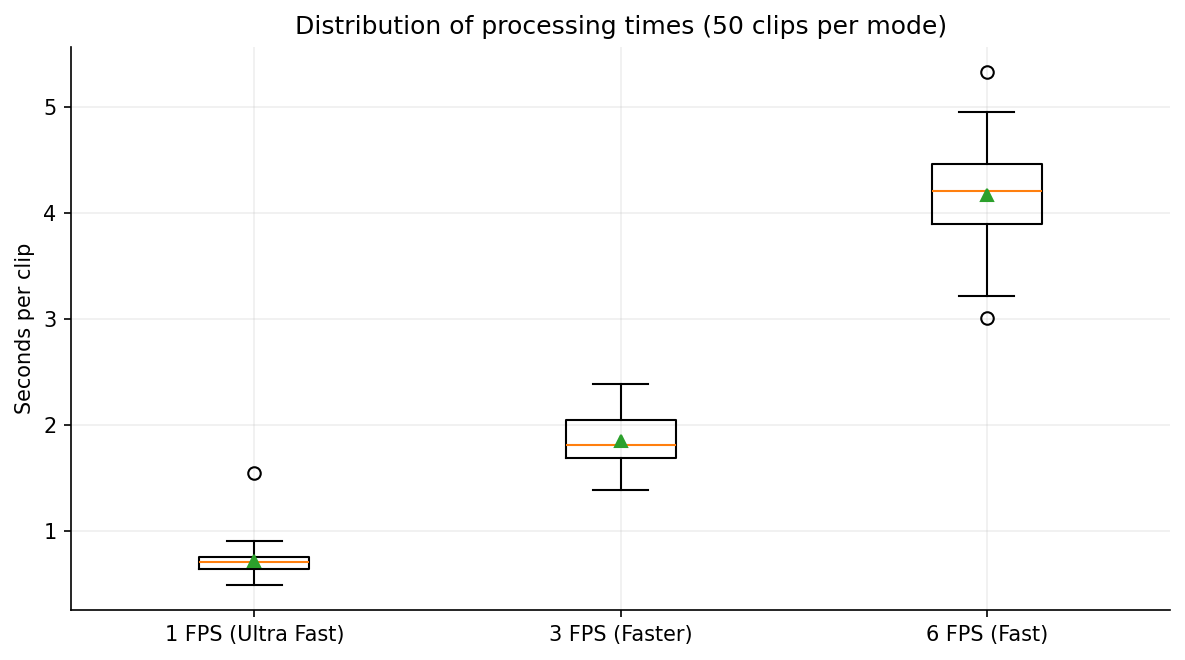 Distribution of processing times (50 clips per mode)
Seconds per clip
5
4
3
2
1
1 FPS (Ultra Fast)
3 FPS (Faster)
6 FPS (Fast)